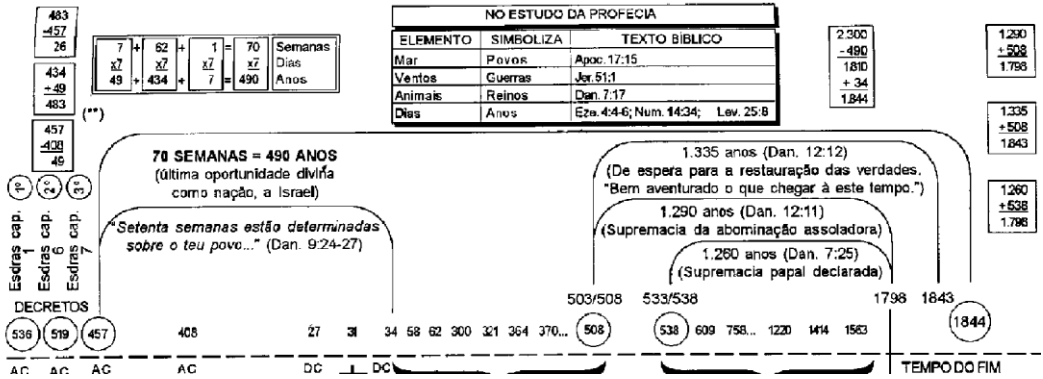 483
-457
26
434
+49
483
457
-408
49
7 + 62 + 1 = 70 Semanas
x7 x7 x7 x7 Dias
49 + 434 + 7 = 490 Anos
(**)
NO ESTUDO DA PROFECIA
ELEMENTO SIMBOLIZA TEXTO BÍBLICO
Mar Povos Apoc. 17:15
Ventos Guerras Jer. 51:1
Animais Reinos Dan. 7:17
Dias Anos Eze. 4:4-6; Num. 14:34; Lev. 25:8
2.300
- 490
1810
+ 34
1.844
1.290
+ 508
1.798
1.335
+ 508
1.843
1.260
+ 538
1.798
70 SEMANAS = 490 ANOS
(última oportunidade divina
como nação, a Israel)
"Setenta semanas estão determinadas
sobre o teu povo..." (Dan. 9:24-27)
1.335 anos (Dan. 12:12)
(De espera para a restauração das verdades.
"Bem aventurado o que chegar à este tempo.")
1.290 anos (Dan. 12:11)
(Supremacia da abominação assoladora)
1.260 anos (Dan. 7:25)
(Supremacia papal declarada)
1º 2º 3º
Esdras cap. 1
Esdras cap. 6
Esdras cap. 7
DECRETOS
503/508 533/538 1798 1843
536 519 457 408 27 31 34 58 62 300 321 364 370... 508 538 609 758... 1220 1414 1563 1844
AC AC AC AC DC DC TEMPO DO FIM